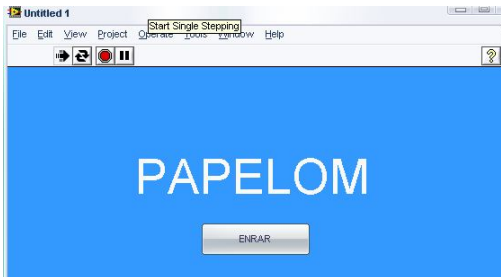 Untitled 1
Start Single Stepping
File Edit View Project Operate Tools Window Help
PAPELOM
ENRAR